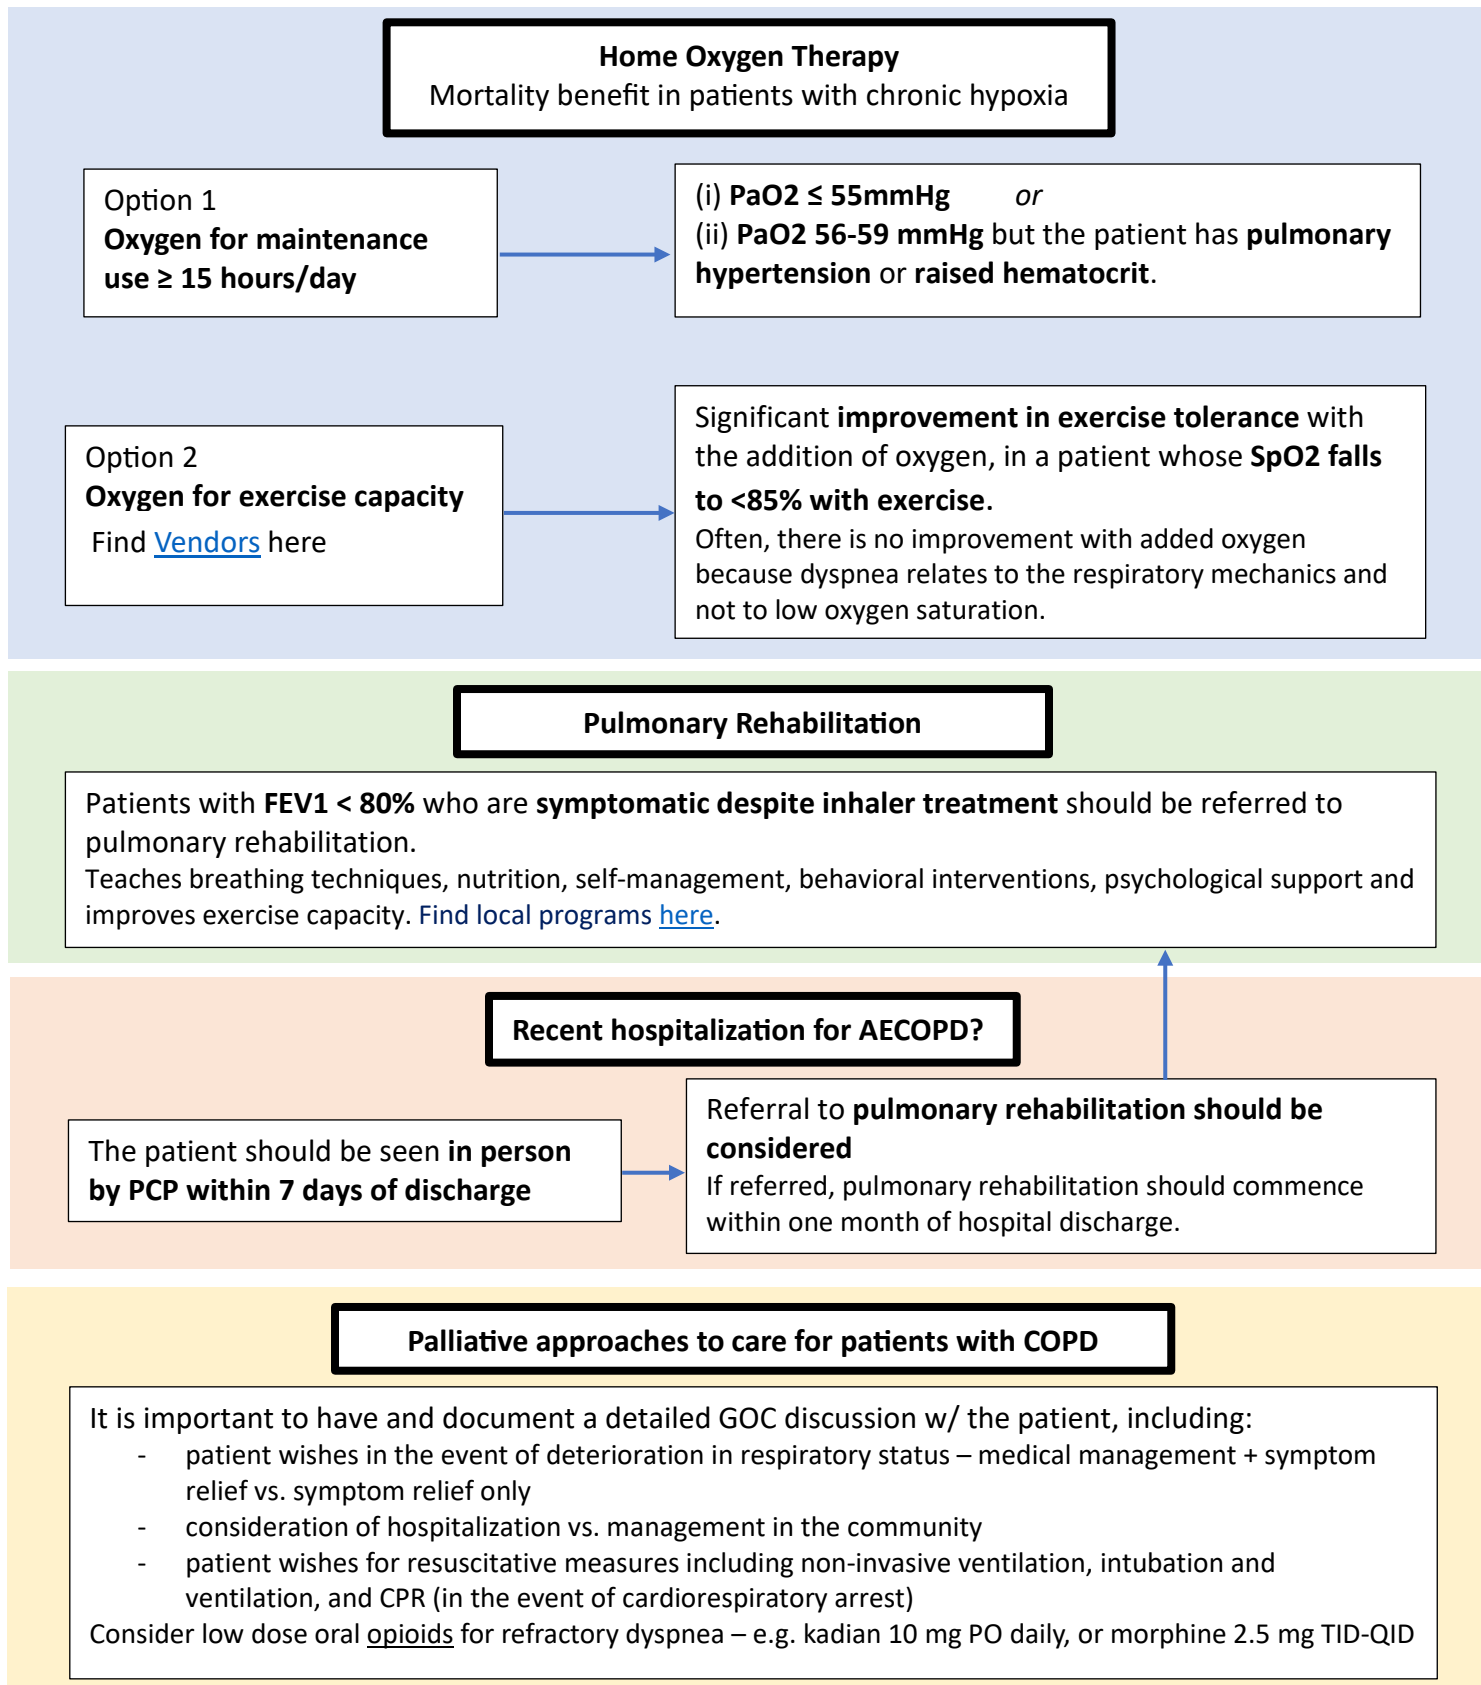 Home Oxygen Therapy
Mortality benefit in patients with chronic hypoxia
Option 1
Oxygen for maintenance
use ≥ 15 hours/day
(i) PaO2 ≤ 55mmHg or
(ii) PaO2 56-59 mmHg but the patient has pulmonary
hypertension or raised hematocrit.
Option 2
Oxygen for exercise capacity
Find Vendors here
Significant improvement in exercise tolerance with
the addition of oxygen, in a patient whose SpO2 falls
to <85% with exercise.
Often, there is no improvement with added oxygen
because dyspnea relates to the respiratory mechanics and
not to low oxygen saturation.
Pulmonary Rehabilitation
Patients with FEV1 < 80% who are symptomatic despite inhaler treatment should be referred to
pulmonary rehabilitation.
Teaches breathing techniques, nutrition, self-management, behavioral interventions, psychological support and
improves exercise capacity. Find local programs here.
Recent hospitalization for AECOPD?
The patient should be seen in person
by PCP within 7 days of discharge
Referral to pulmonary rehabilitation should be
considered
If referred, pulmonary rehabilitation should commence
within one month of hospital discharge.
Palliative approaches to care for patients with COPD
It is important to have and document a detailed GOC discussion w/ the patient, including:
- patient wishes in the event of deterioration in respiratory status – medical management + symptom
relief vs. symptom relief only
- consideration of hospitalization vs. management in the community
- patient wishes for resuscitative measures including non-invasive ventilation, intubation and
ventilation, and CPR (in the event of cardiorespiratory arrest)
Consider low dose oral opioids for refractory dyspnea – e.g. kadian 10 mg PO daily, or morphine 2.5 mg TID-QID